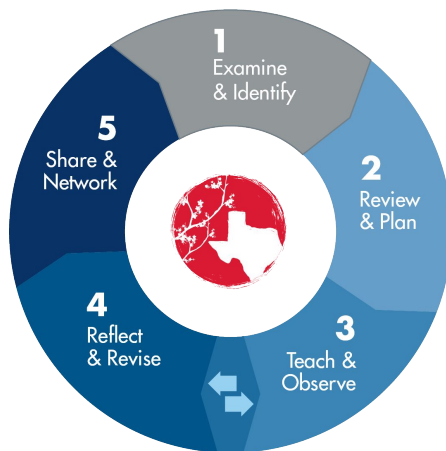 1
Examine
& Identify
2
Review
& Plan
3
Teach &
Observe
4
Reflect
& Revise
5
Share &
Network